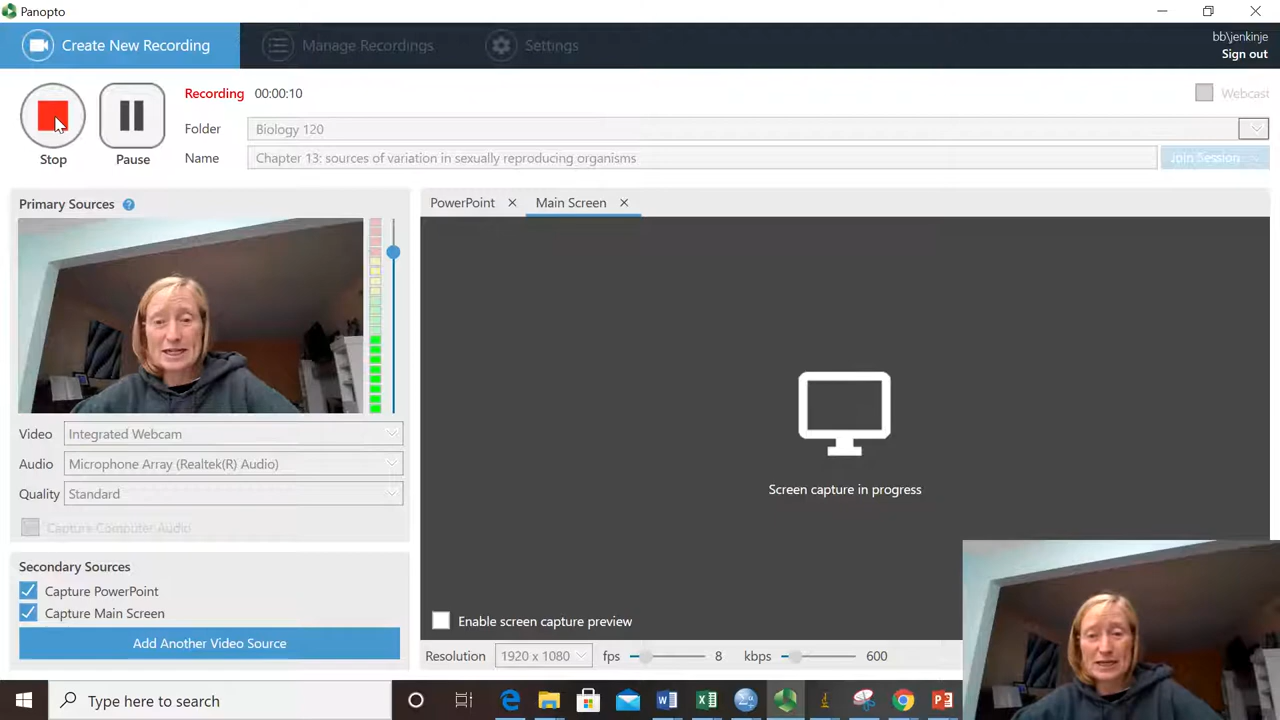 Panopto
Create New Recording
Manage Recordings
Settings
bb\jenkinje
Sign out
Recording 00:00:10
Webcast
Folder Biology 120
Name Chapter 13: sources of variation in sexually reproducing organisms
Join Session
Stop
Pause
Primary Sources ?
PowerPoint
Main Screen
Video Integrated Webcam
Audio Microphone Array (Realtek(R) Audio)
Quality Standard
Capture Computer Audio
Screen capture in progress
Secondary Sources
Capture PowerPoint
Capture Main Screen
Add Another Video Source
Enable screen capture preview
Resolution 1920 x 1080 fps 8 kbps 600
Type here to search